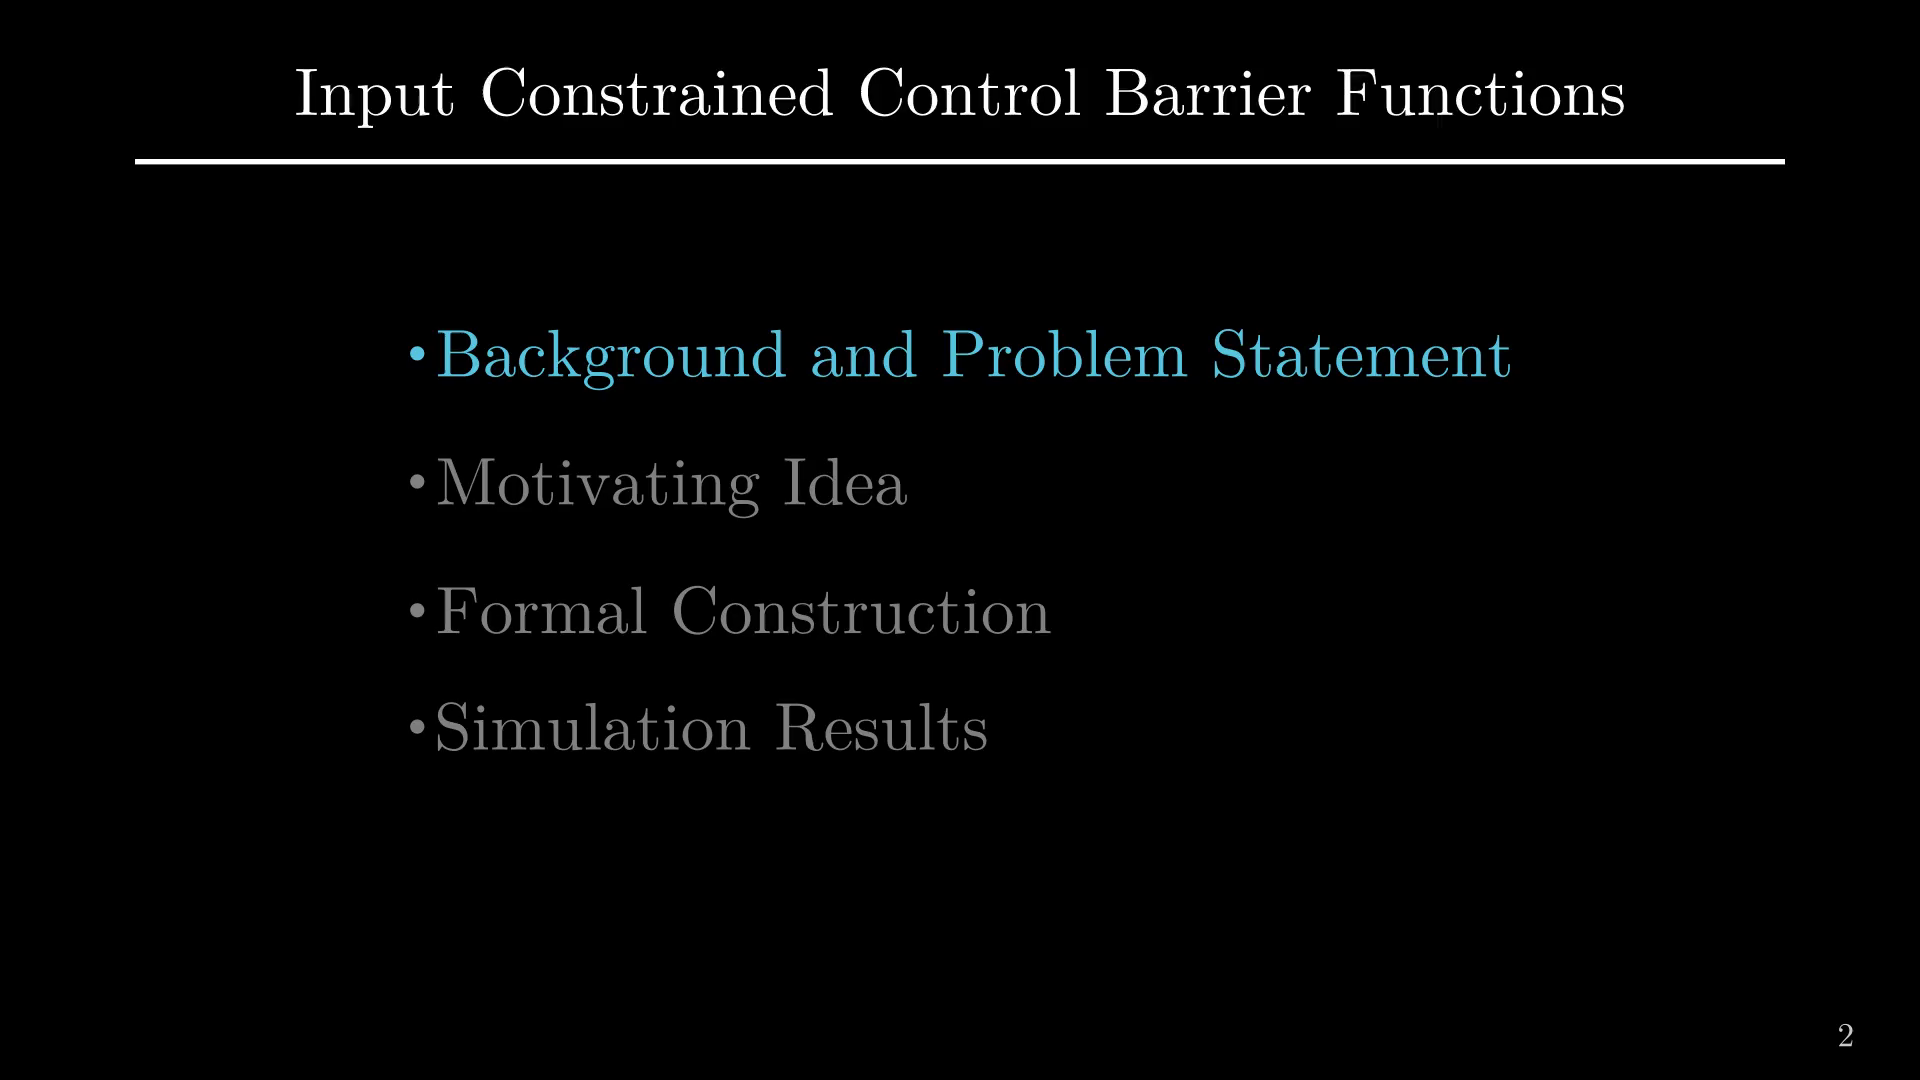 Input Constrained Control Barrier Functions
•Background and Problem Statement
•Motivating Idea
•Formal Construction
•Simulation Results
2